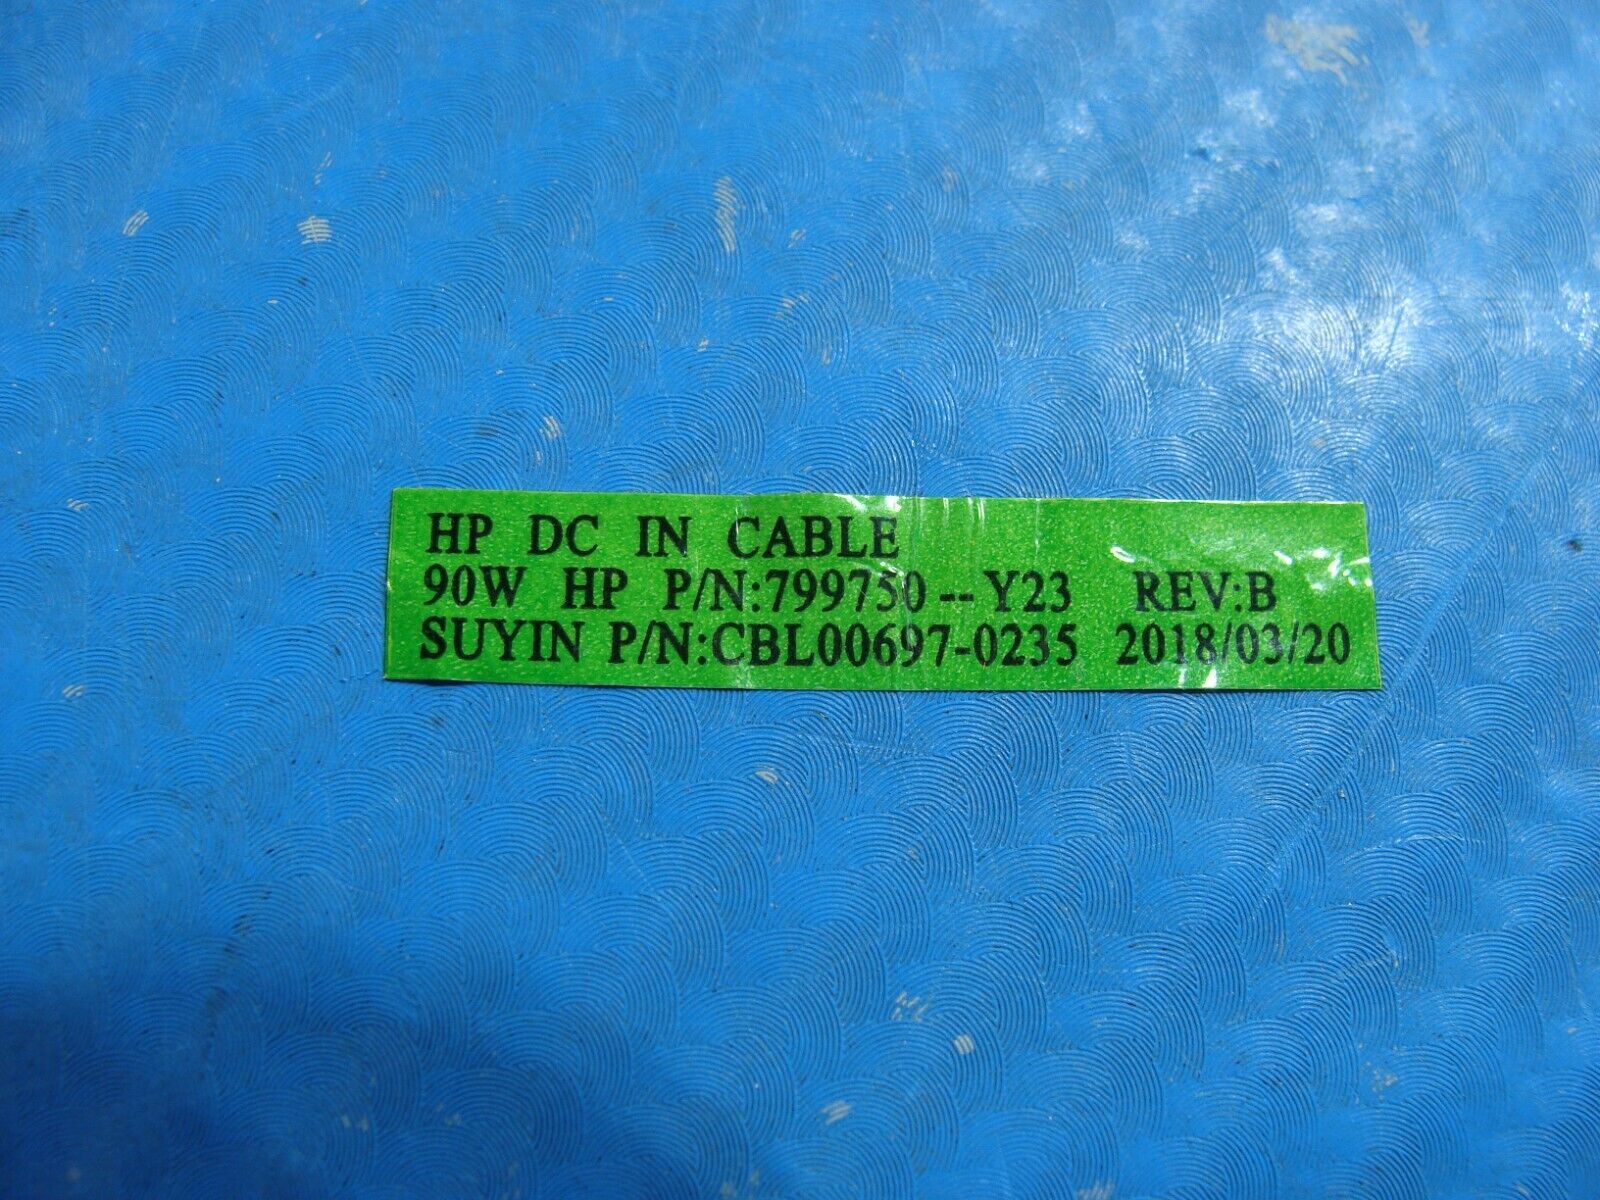 HP DC IN CABLE
90W HP P/N:799750--Y23 REV:B
SUYIN P/N:CBL00697-0235 2018/03/20